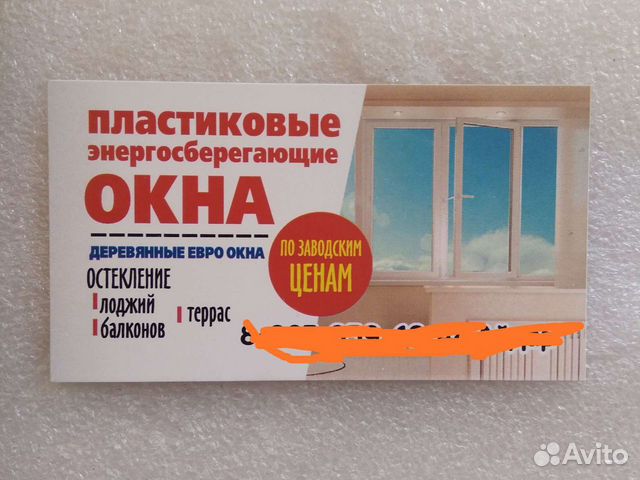 ПЛАСТИКОВЫЕ
энергосберегающие
ОКНА
ДЕРЕВЯННЫЕ ЕВРО ОКНА
ПО ЗАВОДСКИМ
ЦЕНАМ
ОСТЕКЛЕНИЕ
лоджий
балконов
террас
Avito